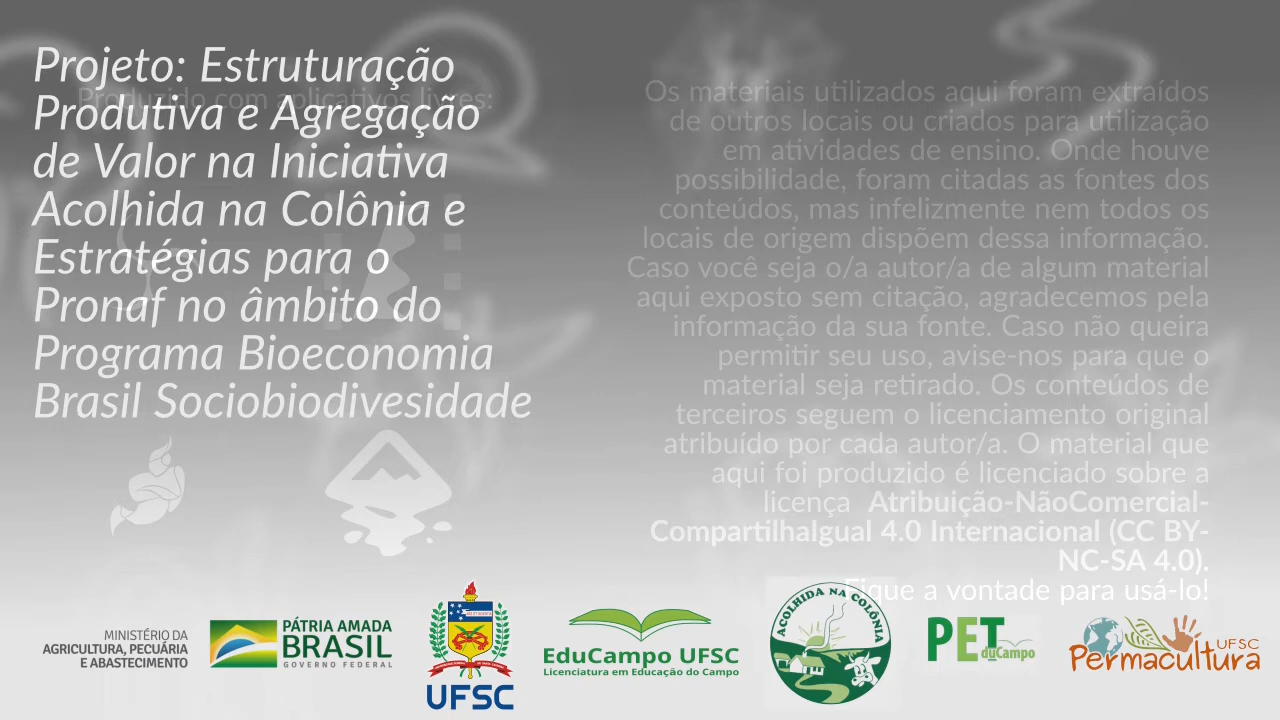 Projeto: Estruturação
Produtiva e Agregação
de Valor na Iniciativa
Acolhida na Colônia e
Estratégias para o
Pronaf no âmbito do
Programa Bioeconomia
Brasil Sociobiodivesidade
Produzido com aplicativos livres:
Os materiais utilizados aqui foram extraídos
de outros locais ou criados para utilização
em atividades de ensino. Onde houve
possibilidade, foram citadas as fontes dos
conteúdos, mas infelizmente nem todos os
locais de origem dispõem dessa informação.
Caso você seja o/a autor/a de algum material
aqui exposto sem citação, agradecemos pela
informação da sua fonte. Caso não queira
permitir seu uso, avise-nos para que o
material seja retirado. Os conteúdos de
terceiros seguem o licenciamento original
atribuído por cada autor/a. O material que
aqui foi produzido é licenciado sobre a
licença Atribuição-NãoComercial-
CompartilhaIgual 4.0 Internacional (CC BY-
NC-SA 4.0).
Fique a vontade para usá-lo!
MINISTÉRIO DA
AGRICULTURA, PECUÁRIA
E ABASTECIMENTO
PÁTRIA AMADA
BRASIL
GOVERNO FEDERAL
UFSC
EduCampo UFSC
Licenciatura em Educação do Campo
ACOLHIDA NA COLÔNIA
PET
duCampo
UFSC
Permacultura